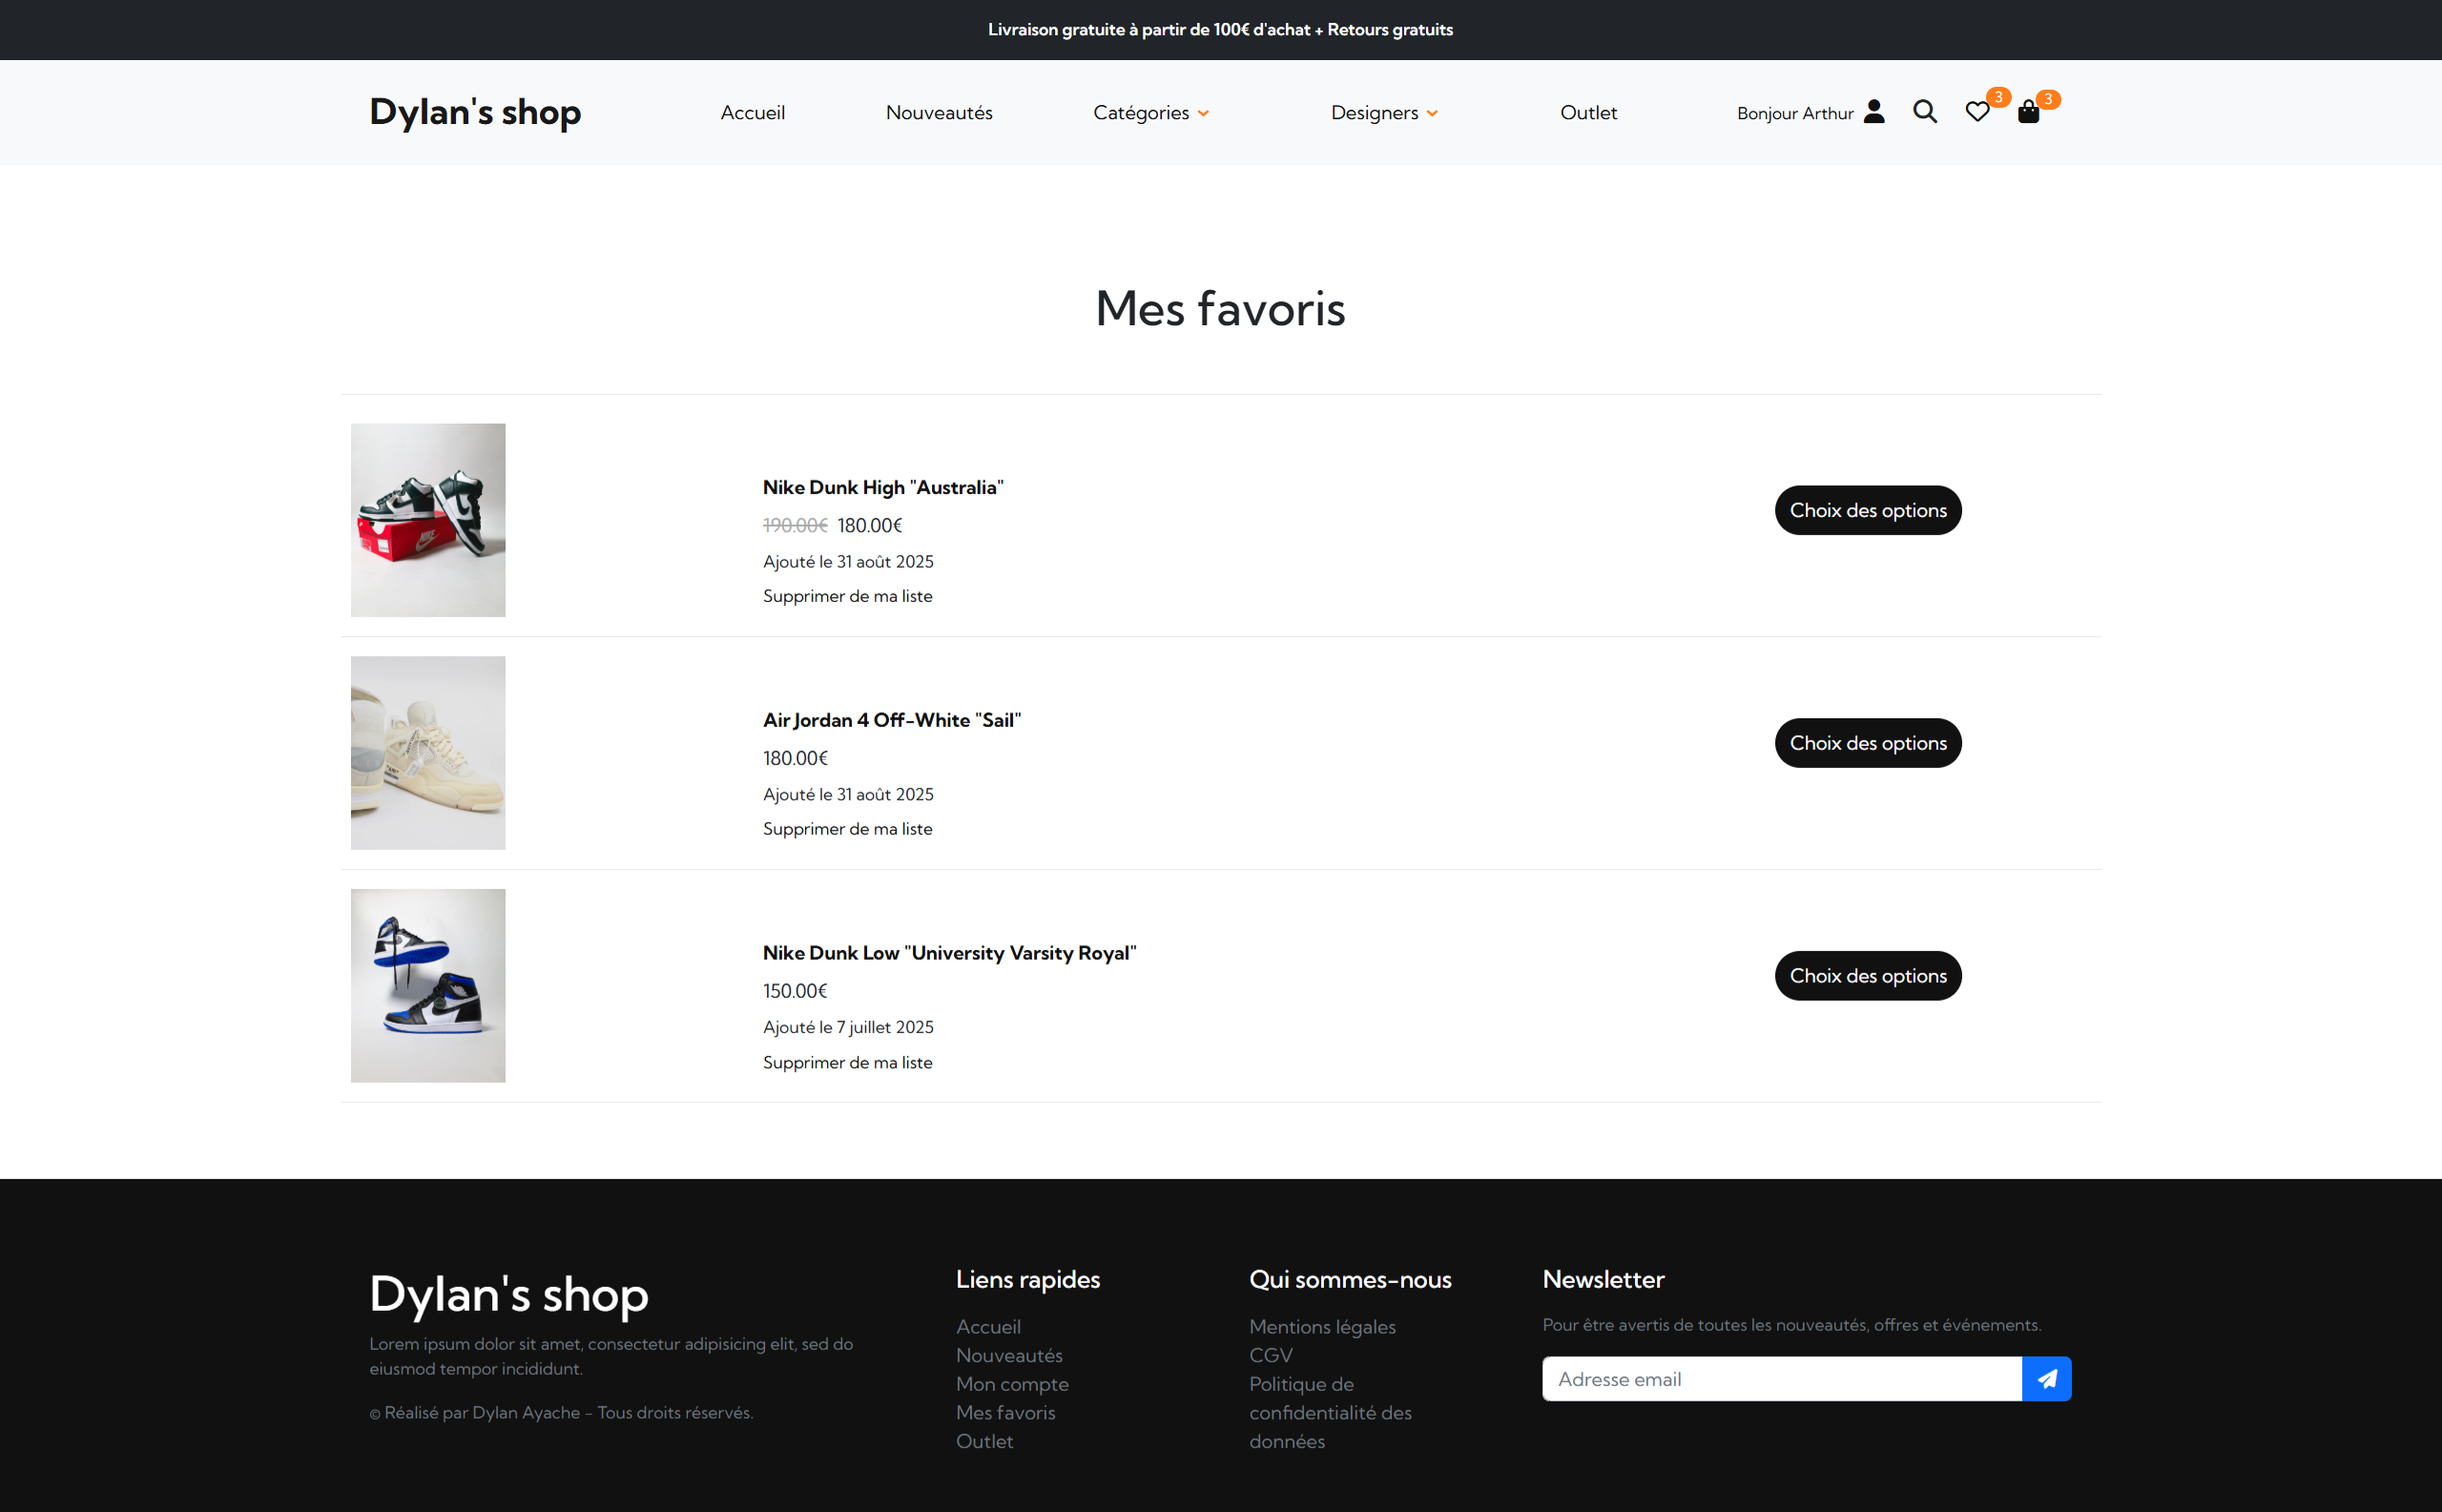 Livraison gratuite à partir de 100€ d'achat + Retours gratuits
Dylan's shop
Accueil
Nouveautés
Catégories
Designers
Outlet
Bonjour Arthur
3
3
Mes favoris
NIKE
Nike Dunk High "Australia"
190.00€ 180.00€
Ajouté le 31 août 2025
Supprimer de ma liste
Choix des options
Air Jordan 4 Off-White "Sail"
180.00€
Ajouté le 31 août 2025
Supprimer de ma liste
Choix des options
Nike Dunk Low "University Varsity Royal"
150.00€
Ajouté le 7 juillet 2025
Supprimer de ma liste
Choix des options
Dylan's shop
Lorem ipsum dolor sit amet, consectetur adipisicing elit, sed do
eiusmod tempor incididunt.
© Réalisé par Dylan Ayache - Tous droits réservés.
Liens rapides
Accueil
Nouveautés
Mon compte
Mes favoris
Outlet
Qui sommes-nous
Mentions légales
CGV
Politique de
confidentialité des
données
Newsletter
Pour être avertis de toutes les nouveautés, offres et événements.
Adresse email